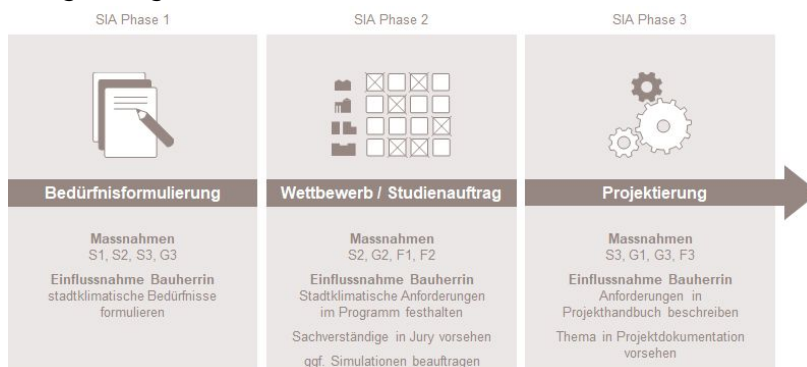 SIA Phase 1
Bedürfnisformulierung
Massnahmen
S1, S2, S3, G3
Einflussnahme Bauherrin
stadtklimatische Bedürfnisse
formulieren
SIA Phase 2
Wettbewerb / Studienauftrag
Massnahmen
S2, G2, F1, F2
Einflussnahme Bauherrin
Stadtklimatische Anforderungen
im Programm festhalten
Sachverständige in Jury vorsehen
ggf. Simulationen beauftragen
SIA Phase 3
Projektierung
Massnahmen
S3, G1, G3, F3
Einflussnahme Bauherrin
Anforderungen in
Projekthandbuch beschreiben
Thema in Projektdokumentation
vorsehen